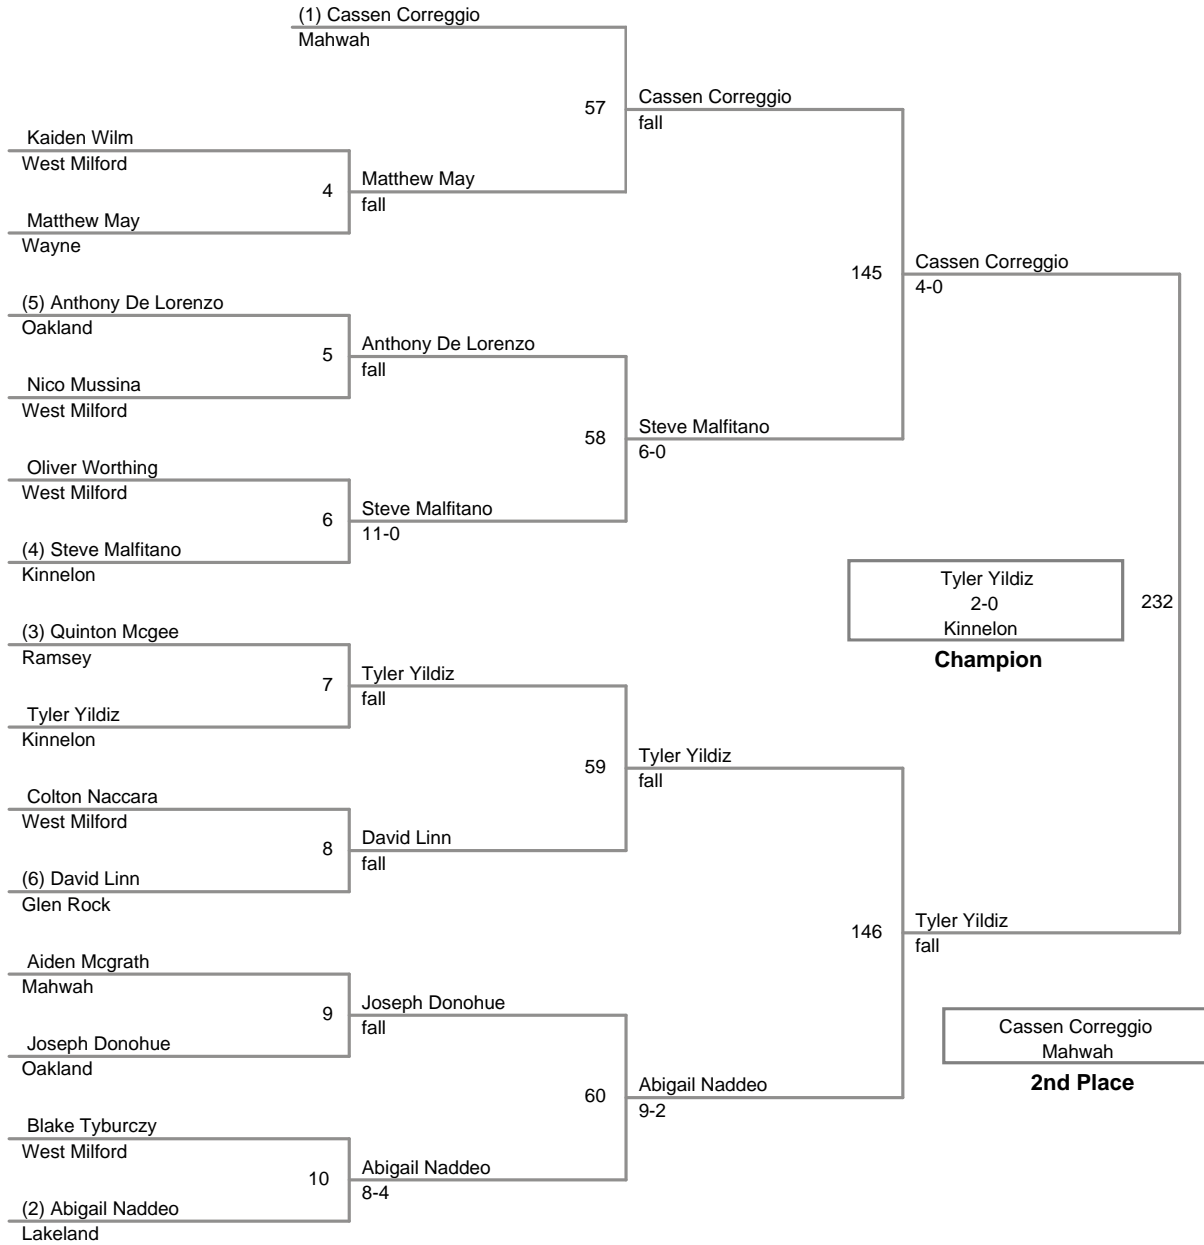 (1) Cassen Correggio
Mahwah
57
Cassen Correggio
fall
Kaiden Wilm
West Milford
4
Matthew May
fall
Matthew May
Wayne
145
Cassen Correggio
4-0
(5) Anthony De Lorenzo
Oakland
5
Anthony De Lorenzo
fall
Nico Mussina
West Milford
58
Steve Malfitano
6-0
Oliver Worthing
West Milford
6
Steve Malfitano
11-0
(4) Steve Malfitano
Kinnelon
Tyler Yildiz
2-0
Kinnelon
Champion
232
(3) Quinton Mcgee
Ramsey
7
Tyler Yildiz
fall
Tyler Yildiz
Kinnelon
59
Tyler Yildiz
fall
Colton Naccara
West Milford
8
David Linn
fall
(6) David Linn
Glen Rock
146
Tyler Yildiz
fall
Aiden Mcgrath
Mahwah
9
Joseph Donohue
fall
Joseph Donohue
Oakland
Cassen Correggio
Mahwah
2nd Place
60
Abigail Naddeo
9-2
Blake Tyburczy
West Milford
10
Abigail Naddeo
8-4
(2) Abigail Naddeo
Lakeland